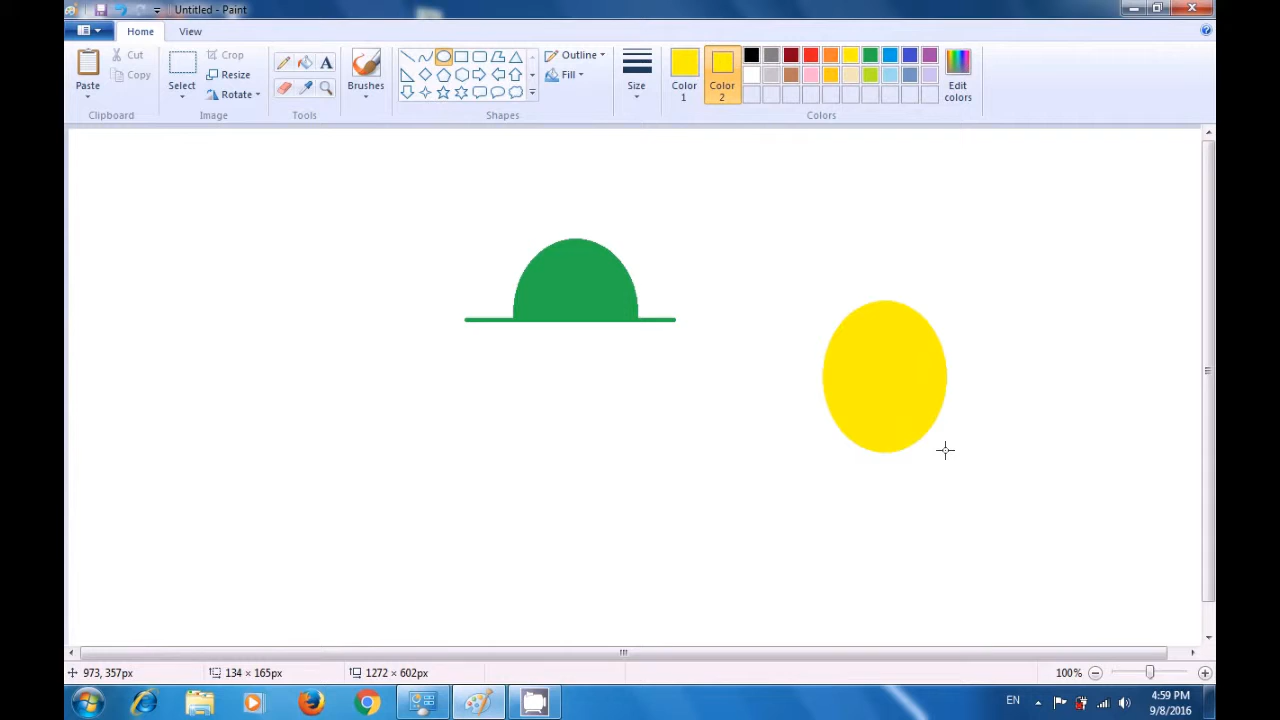 Untitled - Paint
Home View
Paste
Cut
Copy
Clipboard
Select
Crop
Resize
Rotate
Image
A
Tools
Brushes
Outline
Fill
Shapes
Size
Color 1
Color 2
Edit colors
Colors
973, 357px
134 × 165px
1272 × 602px
100%
EN
4:59 PM
9/8/2016